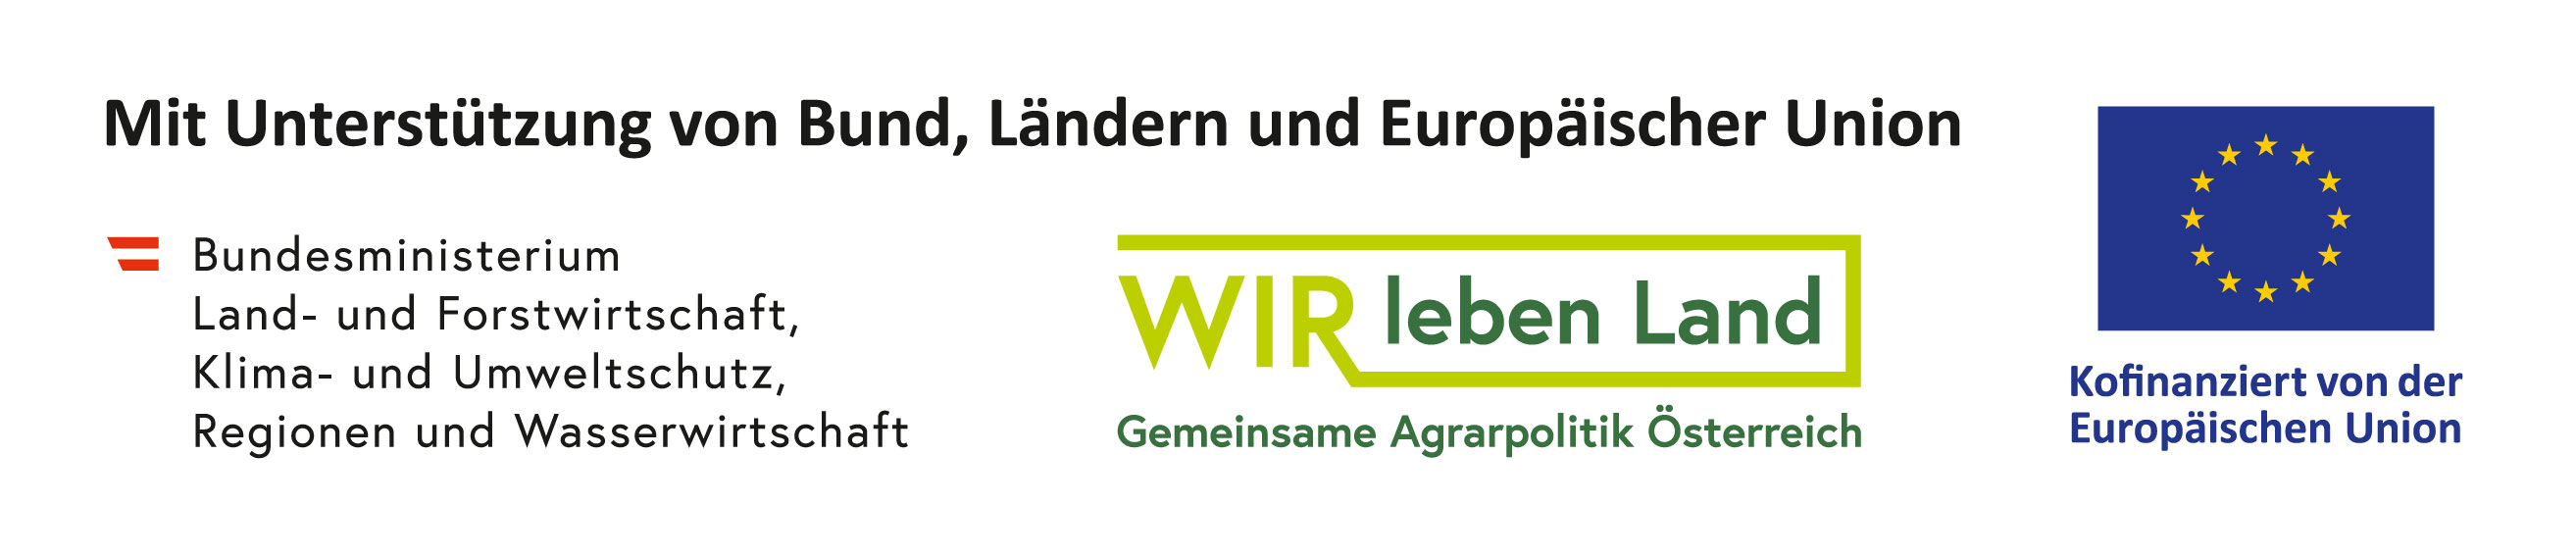 Mit Unterstützung von Bund, Ländern und Europäischer Union
Bundesministerium
Land- und Forstwirtschaft,
Klima- und Umweltschutz,
Regionen und Wasserwirtschaft
WIR leben Land
Gemeinsame Agrarpolitik Österreich
Kofinanziert von der
Europäischen Union